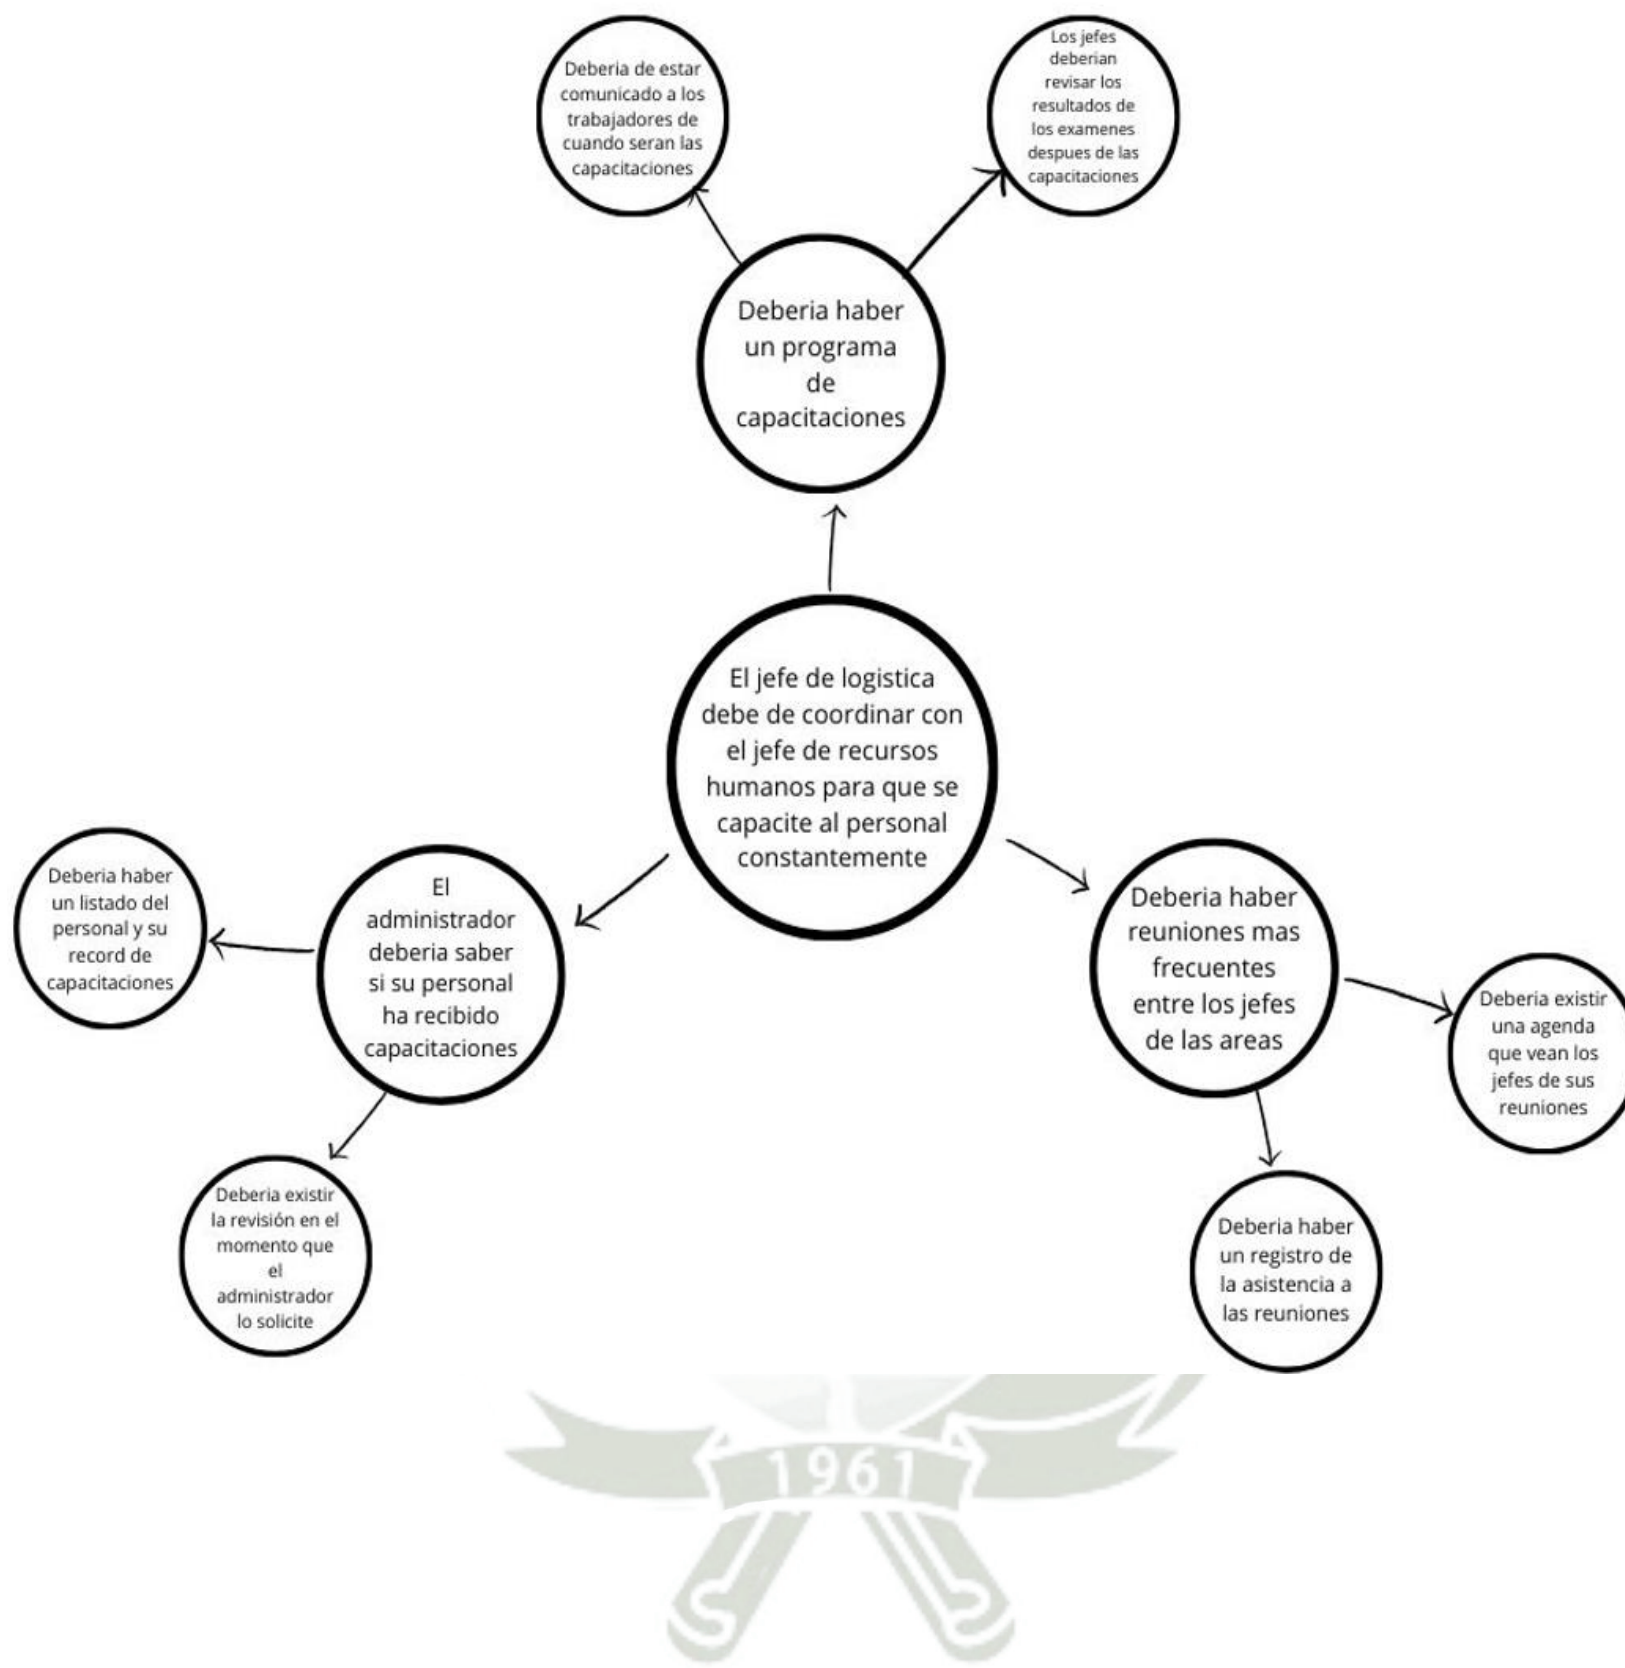 Deberia de estar
comunicado a los
trabajadores de
cuando seran las
capacitaciones
Los jefes
deberian
revisar los
resultados de
los examenes
despues de las
capacitaciones
Deberia haber
un programa
de
capacitaciones
El jefe de logistica
debe de coordinar con
el jefe de recursos
humanos para que se
capacite al personal
constantemente
Deberia haber
un listado del
personal y su
record de
capacitaciones
El
administrador
deberia saber
si su personal
ha recibido
capacitaciones
Deberia haber
reuniones mas
frecuentes
entre los jefes
de las areas
Deberia existir
una agenda
que vean los
jefes de sus
reuniones
Deberia existir
la revisión en el
momento que
el
administrador
lo solicite
Deberia haber
un registro de
la asistencia a
las reuniones
1961